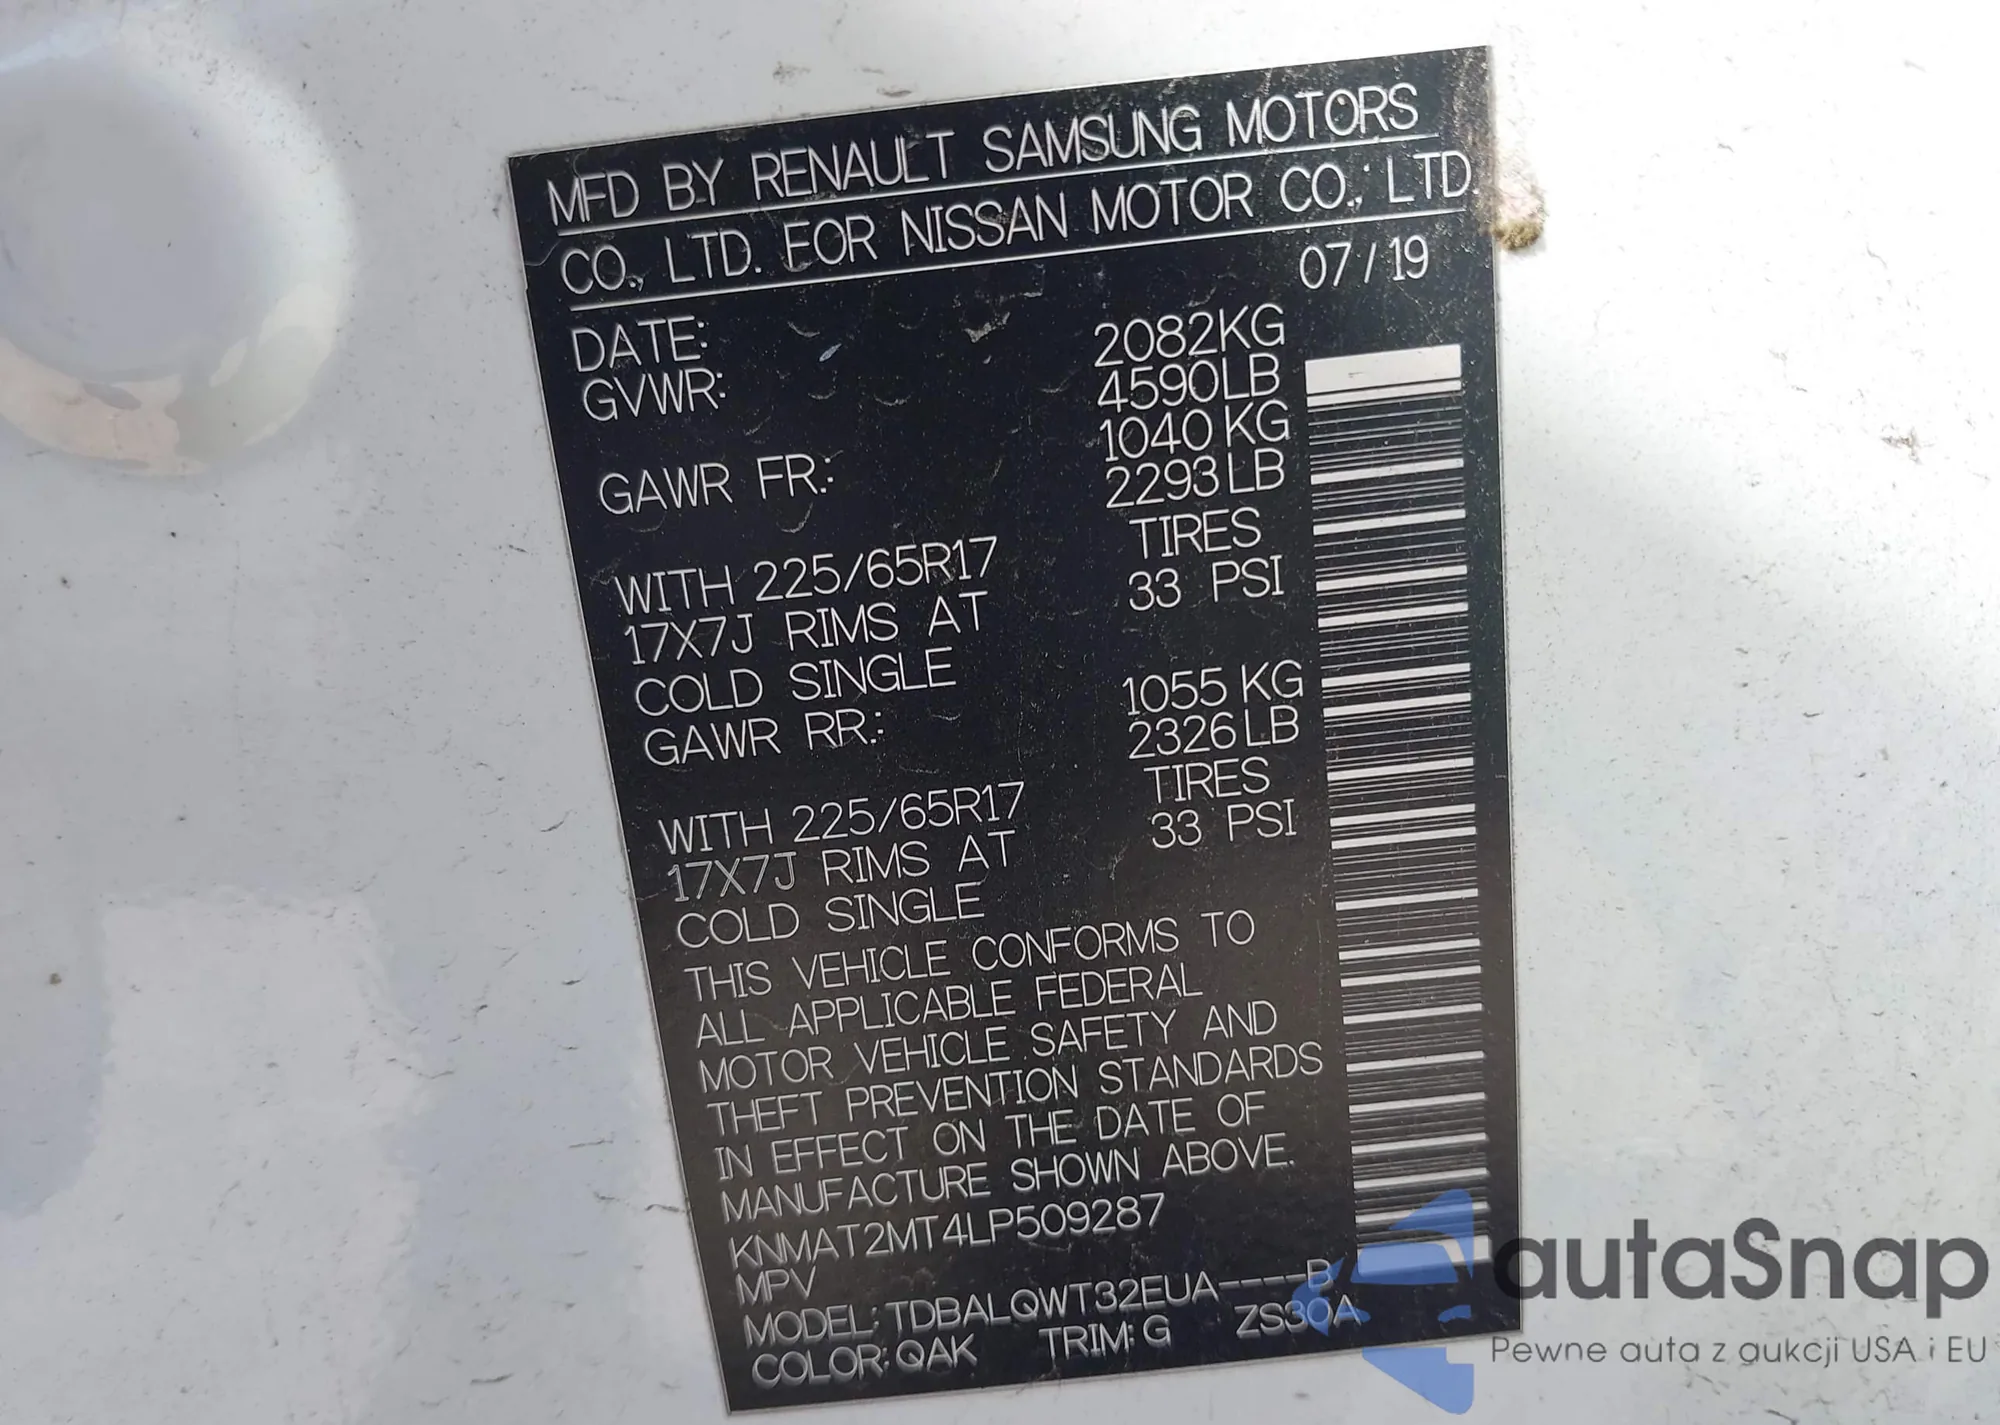 MFD BY RENAULT SAMSUNG MOTORS
CO., LTD. FOR NISSAN MOTOR CO., LTD.
DATE: 07/19
GVWR: 2082KG
4590LB
GAWR FR.: 1040 KG
2293LB
WITH 225/65R17 TIRES
17X7J RIMS AT 33 PSI
COLD SINGLE
GAWR RR.: 1055 KG
2326LB
WITH 225/65R17 TIRES
17X7J RIMS AT 33 PSI
COLD SINGLE
THIS VEHICLE CONFORMS TO
ALL APPLICABLE FEDERAL
MOTOR VEHICLE SAFETY AND
THEFT PREVENTION STANDARDS
IN EFFECT ON THE DATE OF
MANUFACTURE SHOWN ABOVE.
KNMAT2MT4LP509287
MPV
MODEL: TDBALQWT32EUA----B
COLOR: QAK TRIM: G ZS30A
autaSnap
Pewne auta z aukcji USA i EU